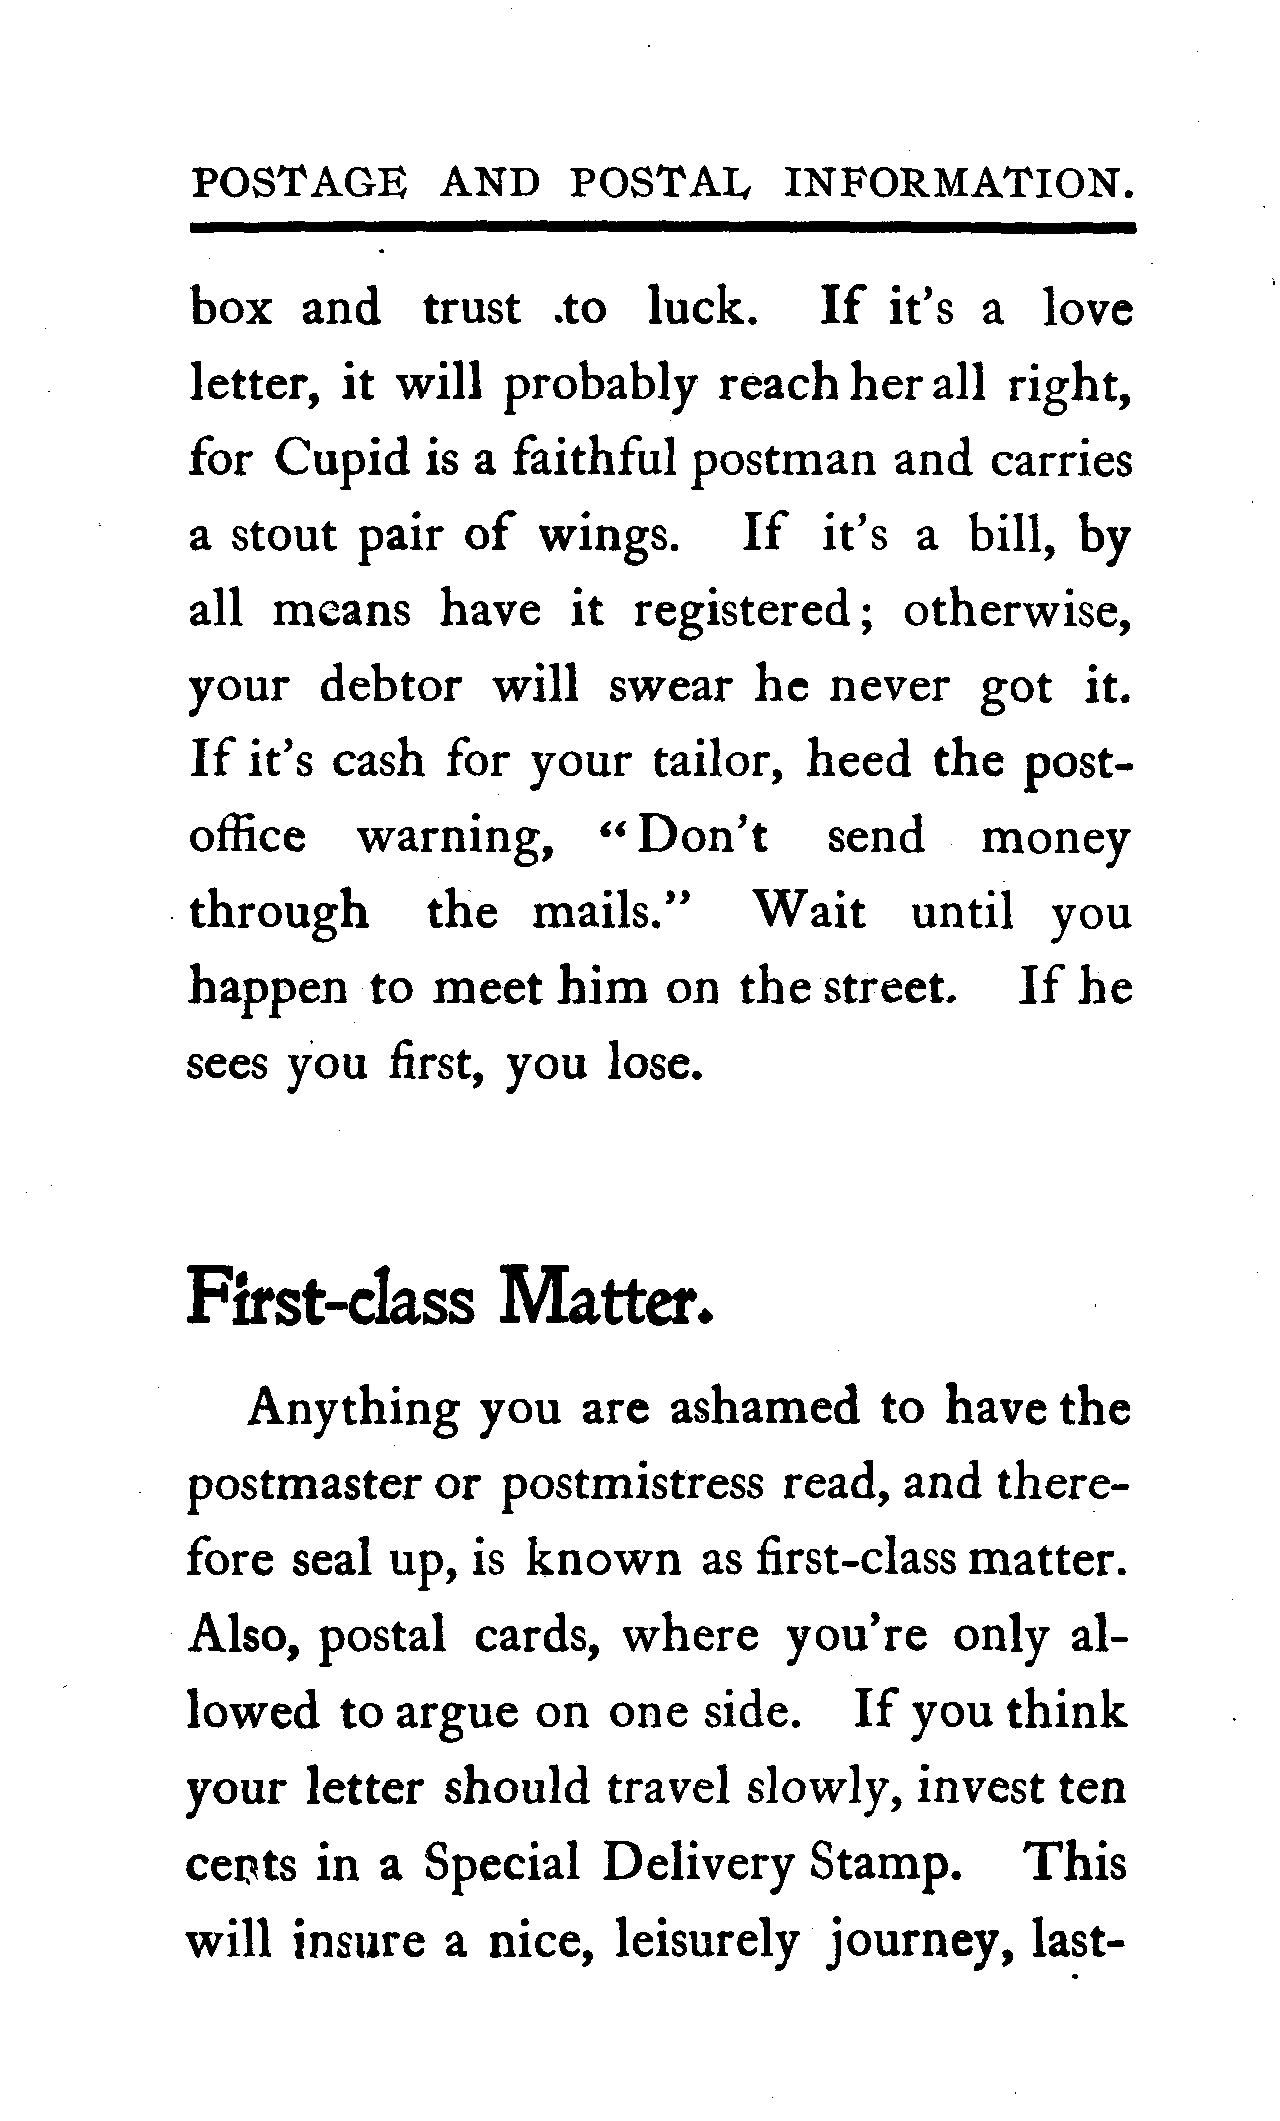 POSTAGE AND POSTAL INFORMATION.
box and trust to luck. If it's a love
letter, it will probably reach her all right,
for Cupid is a faithful postman and carries
a stout pair of wings. If it's a bill, by
all means have it registered; otherwise,
your debtor will swear he never got it.
If it's cash for your tailor, heed the post-
office warning, "Don't send money
through the mails." Wait until you
happen to meet him on the street. If he
sees you first, you lose.
First-class Matter.
Anything you are ashamed to have the
postmaster or postmistress read, and there-
fore seal up, is known as first-class matter.
Also, postal cards, where you're only al-
lowed to argue on one side. If you think
your letter should travel slowly, invest ten
cents in a Special Delivery Stamp. This
will insure a nice, leisurely journey, last-